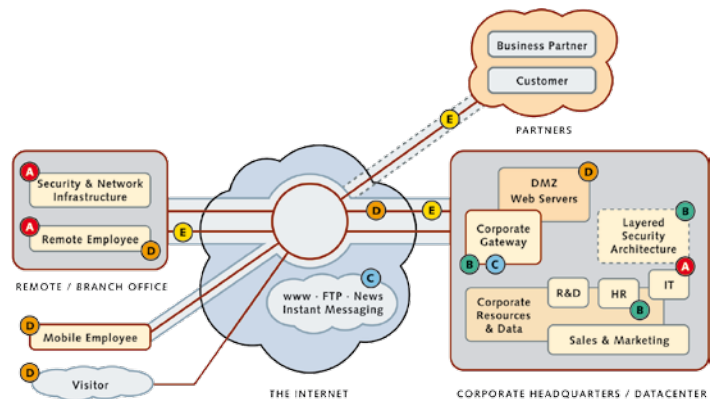 Business Partner
Customer
E
PARTNERS
A
Security & Network
Infrastructure
A
Remote Employee
D
E
REMOTE / BRANCH OFFICE
D
Mobile Employee
D
Visitor
D
E
C
www · FTP · News
Instant Messaging
THE INTERNET
D
DMZ
Web Servers
Corporate
Gateway
B
C
B
Layered
Security
Architecture
A
R&D
HR
IT
B
Corporate
Resources
& Data
Sales & Marketing
CORPORATE HEADQUARTERS / DATACENTER